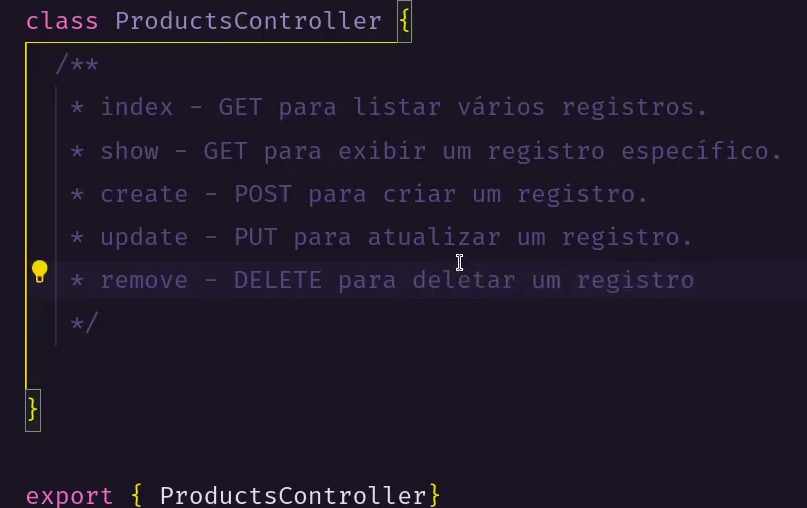 class ProductsController {
/**
* index - GET para listar vários registros.
* show - GET para exibir um registro específico.
* create - POST para criar um registro.
* update - PUT para atualizar um registro.
* remove - DELETE para deletar um registro
*/
}
export { ProductsController}